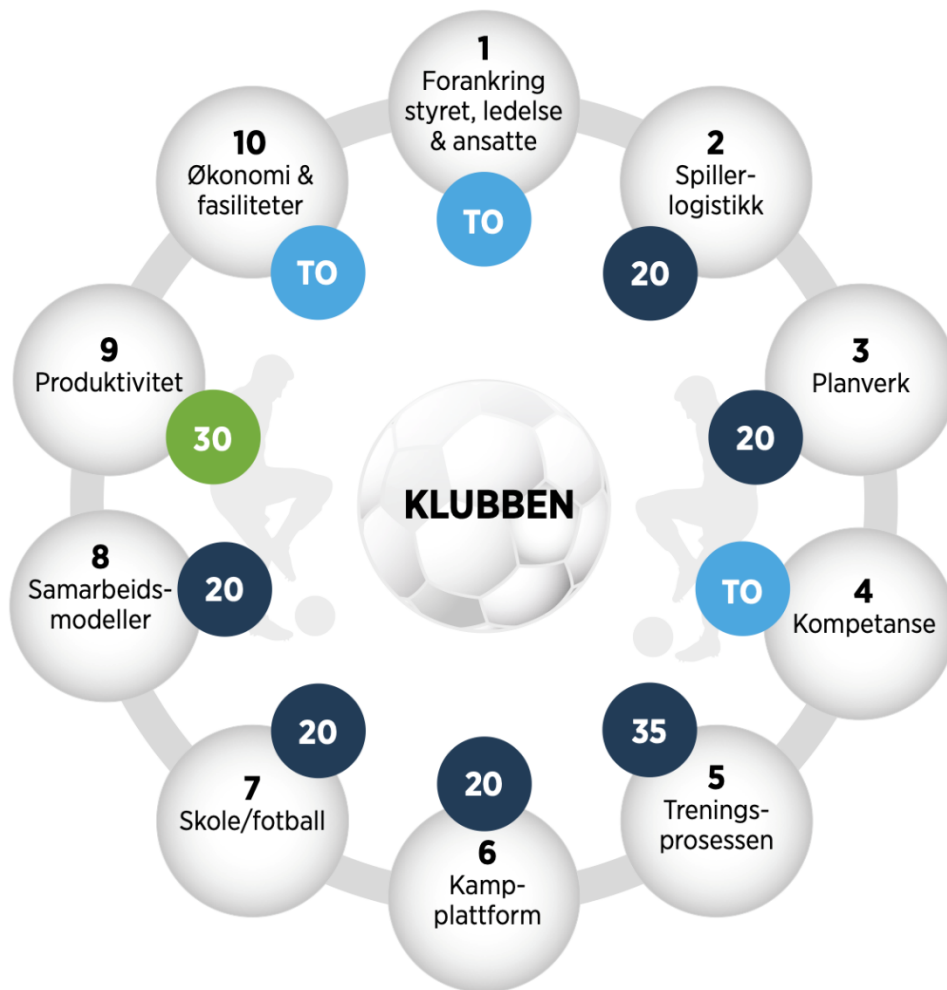 1
Forankring
styret, ledelse
& ansatte
TO
2
Spiller-
logistikk
20
3
Planverk
20
4
Kompetanse
TO
5
Trenings-
prosessen
35
6
Kamp-
plattform
20
7
Skole/fotball
20
8
Samarbeids-
modeller
20
9
Produktivitet
30
10
Økonomi &
fasiliteter
TO
KLUBBEN